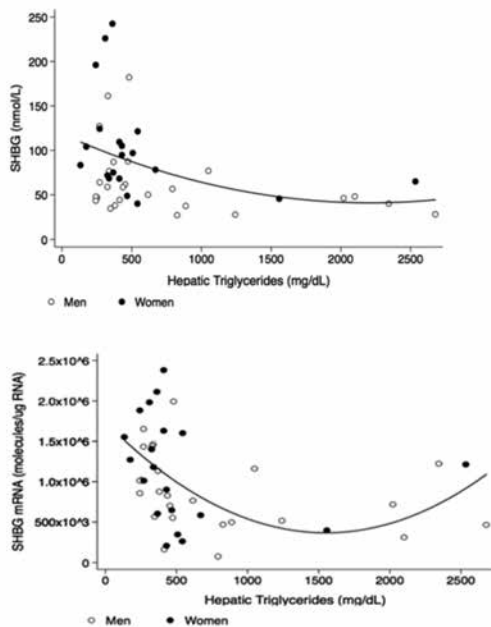 250
200
150
100
50
0
SHBG
(nmol/L)
0 500 1000 1500 2000 2500
Hepatic Triglycerides (mg/dL)
Men Women
2.5x10^6
2.0x10^6
1.5x10^6
1.0x10^6
500x10^3
0
SHBG mRNA (molecules/ug RNA)
0 500 1000 1500 2000 2500
Hepatic Triglycerides (mg/dL)
Men Women